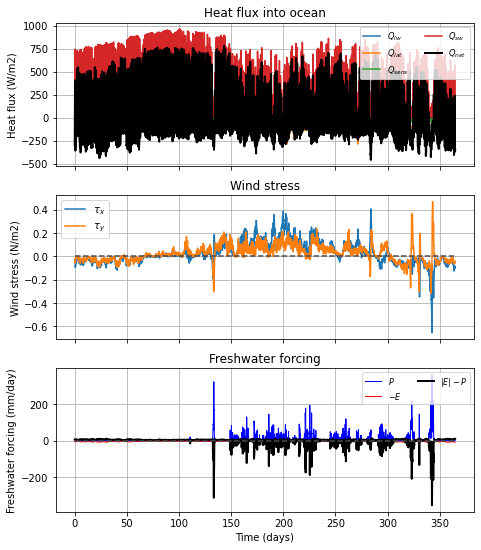 Heat flux into ocean
Heat flux (W/m2)
1000
750
500
250
0
−250
−500
Q_lw
Q_lat
Q_sens
Q_sw
Q_net
Wind stress
Wind stress (N/m2)
0.4
0.2
0.0
−0.2
−0.4
−0.6
τ_x
τ_y
Freshwater forcing
Freshwater forcing (mm/day)
200
0
−200
P
−E
|E| − P
0 50 100 150 200 250 300 350
Time (days)